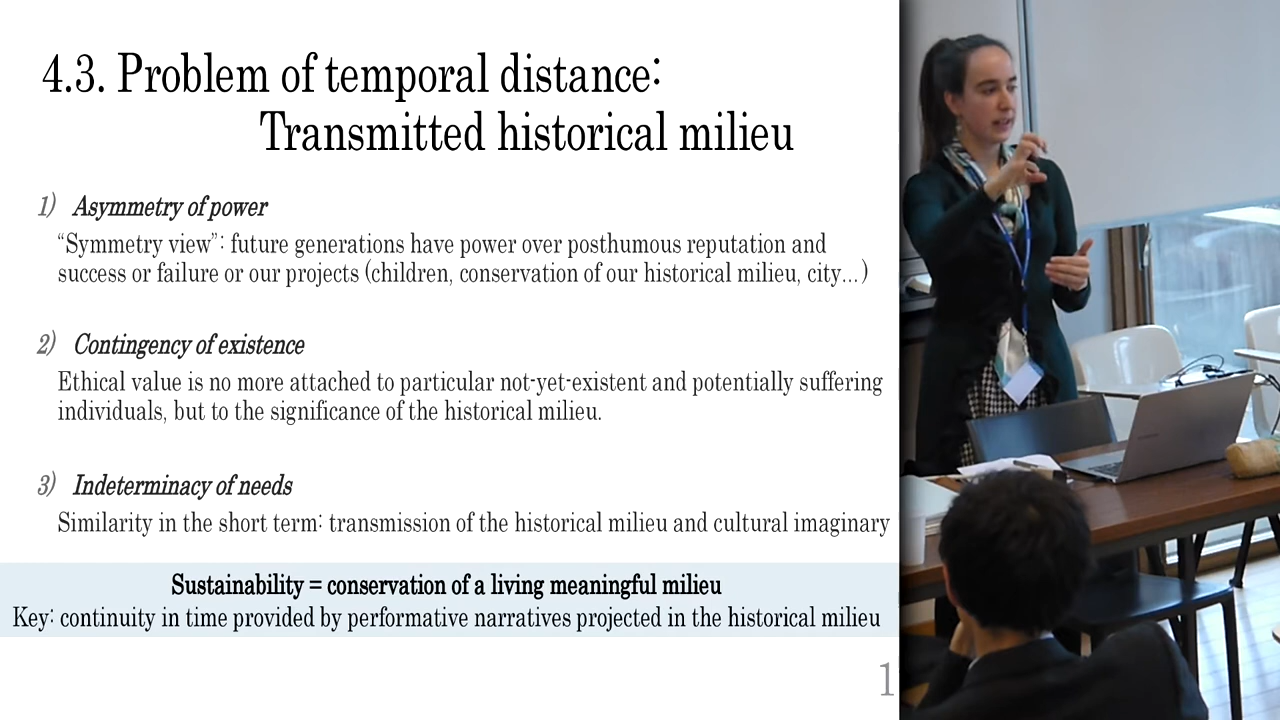 4.3. Problem of temporal distance:
Transmitted historical milieu
1) Asymmetry of power
“Symmetry view”: future generations have power over posthumous reputation and
success or failure or our projects (children, conservation of our historical milieu, city...)
2) Contingency of existence
Ethical value is no more attached to particular not-yet-existent and potentially suffering
individuals, but to the significance of the historical milieu.
3) Indeterminacy of needs
Similarity in the short term: transmission of the historical milieu and cultural imaginary
Sustainability = conservation of a living meaningful milieu
Key: continuity in time provided by performative narratives projected in the historical milieu
1